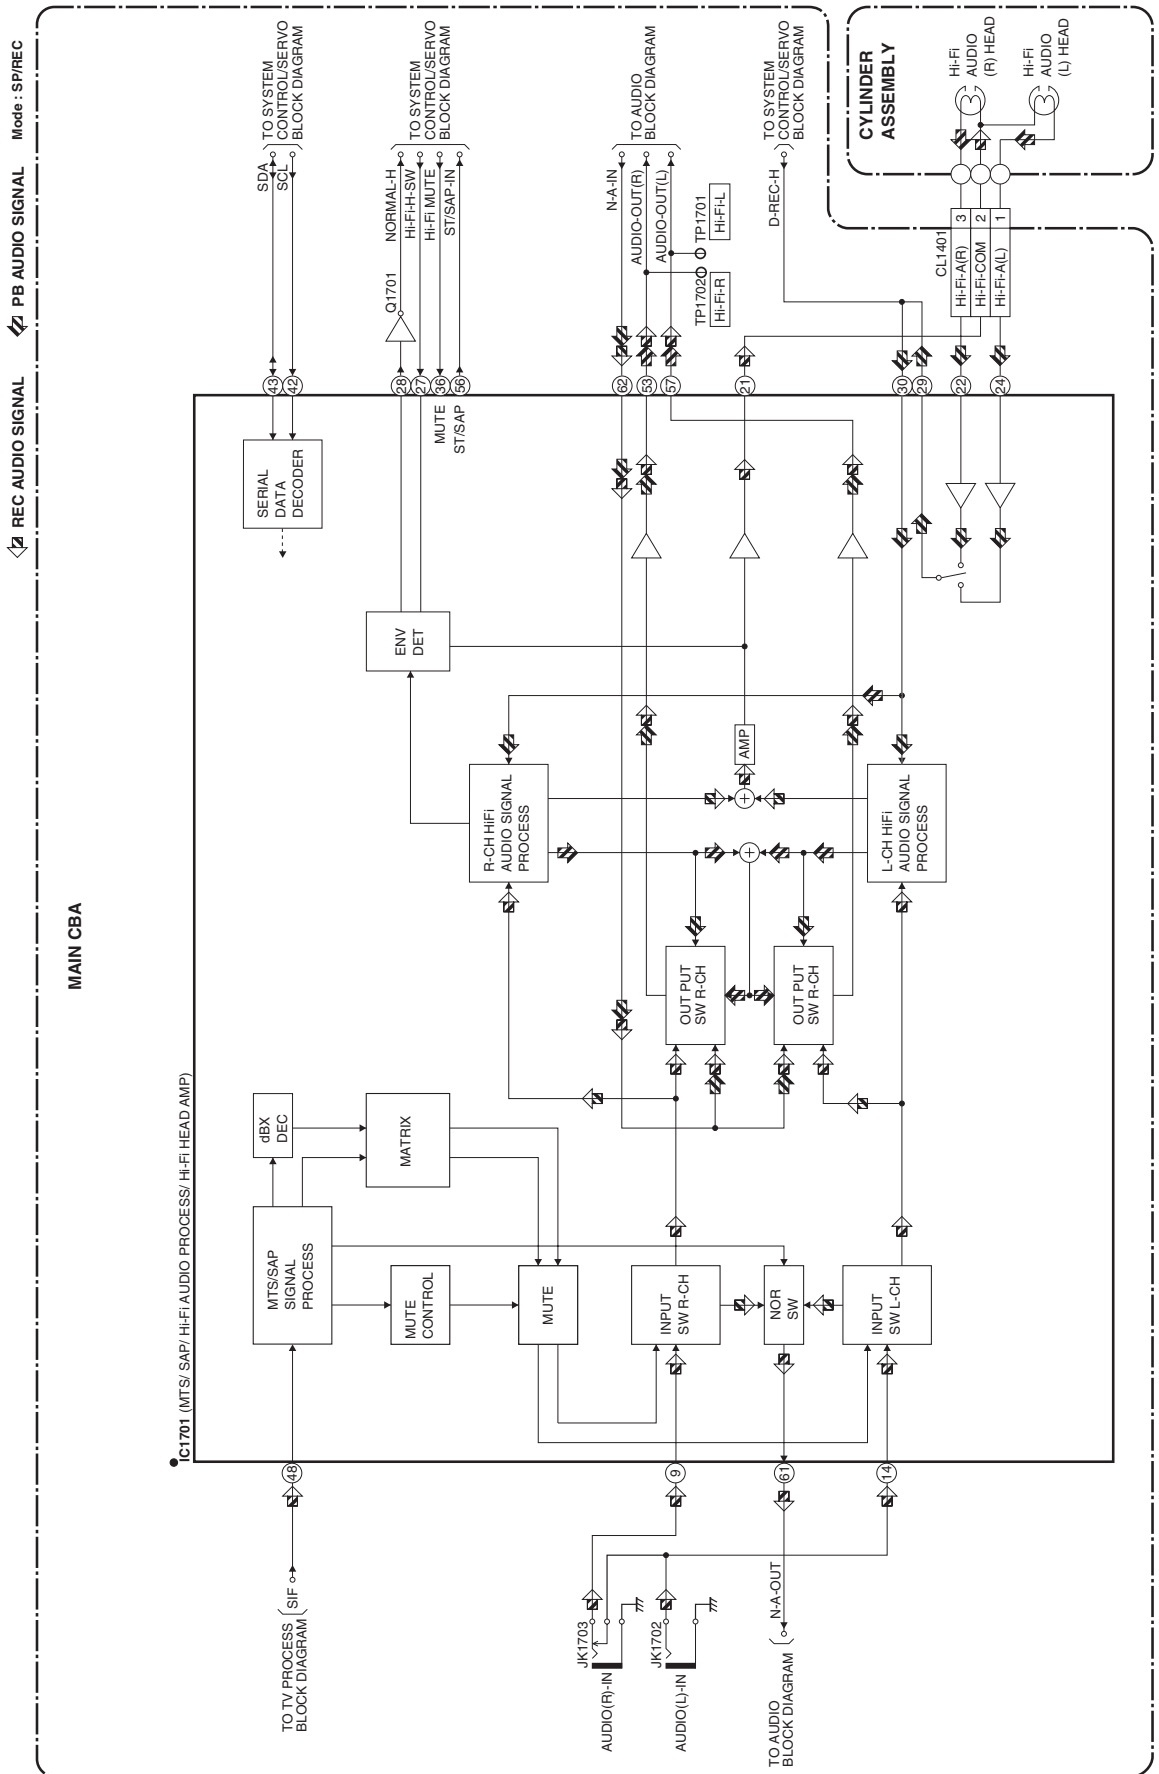 Mode : SP/REC
PB AUDIO SIGNAL
REC AUDIO SIGNAL
MAIN CBA
IC1701 (MTS/ SAP/ Hi-Fi AUDIO PROCESS/ Hi-Fi HEAD AMP)
TO TV PROCESS
BLOCK DIAGRAM
SIF
48
AUDIO(R)-IN
JK1703
9
AUDIO(L)-IN
JK1702
14
TO AUDIO
BLOCK DIAGRAM
N-A-OUT
61
MTS/SAP
SIGNAL
PROCESS
dBX
DEC
MATRIX
MUTE
CONTROL
MUTE
INPUT
SW R-CH
NOR
SW
INPUT
SW L-CH
OUT PUT
SW R-CH
OUT PUT
SW R-CH
R-CH HiFi
AUDIO SIGNAL
PROCESS
L-CH HiFi
AUDIO SIGNAL
PROCESS
+
+
AMP
ENV
DET
SERIAL
DATA
DECODER
43
42
SDA
SCL
TO SYSTEM
CONTROL/SERVO
BLOCK DIAGRAM
28
27
36
56
MUTE
ST/SAP
Q1701
NORMAL-H
Hi-Fi-H-SW
Hi-Fi MUTE
ST/SAP-IN
TO SYSTEM
CONTROL/SERVO
BLOCK DIAGRAM
62
53
57
N-A-IN
AUDIO-OUT(R)
AUDIO-OUT(L)
TO AUDIO
BLOCK DIAGRAM
TP1702
Hi-Fi-R
TP1701
Hi-Fi-L
21
30
29
22
24
D-REC-H
TO SYSTEM
CONTROL/SERVO
BLOCK DIAGRAM
CL1401
Hi-Fi-A(R)
3
Hi-Fi-COM
2
Hi-Fi-A(L)
1
CYLINDER
ASSEMBLY
Hi-Fi
AUDIO
(R) HEAD
Hi-Fi
AUDIO
(L) HEAD